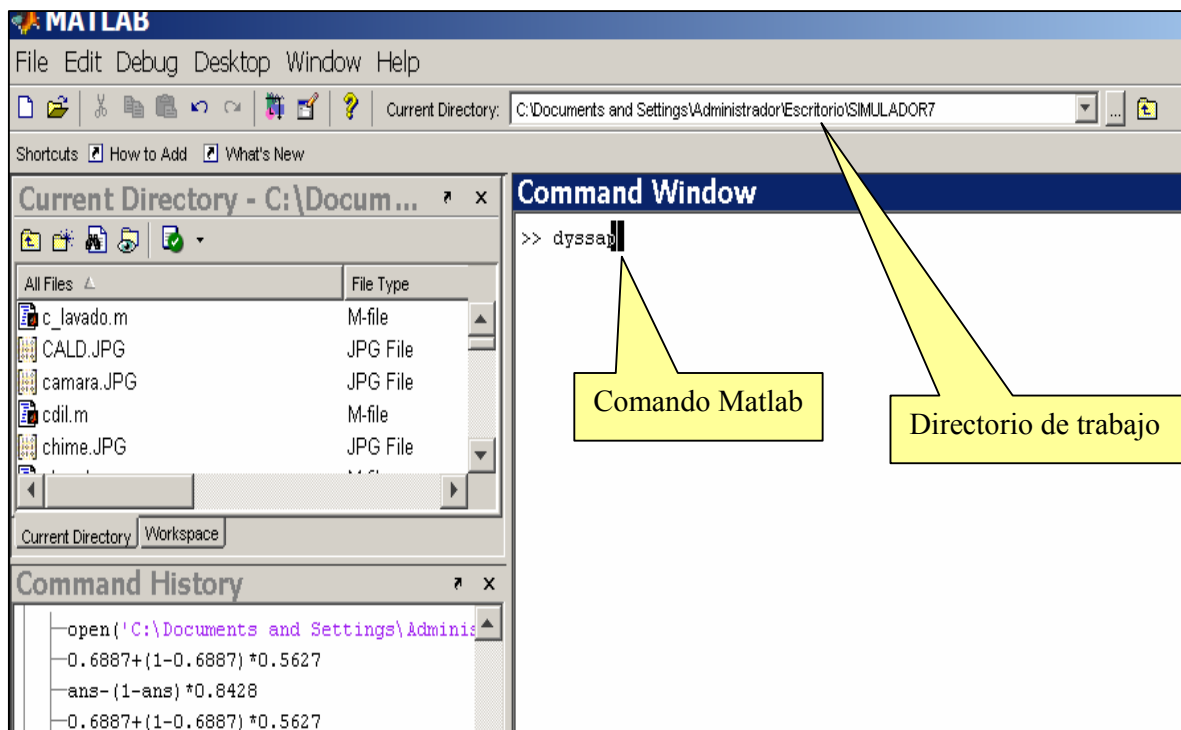 MATLAB
File Edit Debug Desktop Window Help
Current Directory: C:\Documents and Settings\Administrador\Escritorio\SIMULADOR7 ...
Shortcuts How to Add What's New
Current Directory - C:\Docum...
All Files File Type
c_lavado.m M-file
CALD.JPG JPG File
camara.JPG JPG File
cdil.m M-file
chime.JPG JPG File
Current Directory Workspace
Command History
open('C:\Documents and Settings\Adminis
0.6887+(1-0.6887)*0.5627
ans-(1-ans)*0.8428
0.6887+(1-0.6887)*0.5627
Command Window
>> dyssap
Comando Matlab
Directorio de trabajo